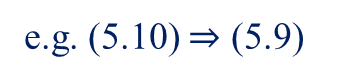 e.g. (5.10) ⇒ (5.9)